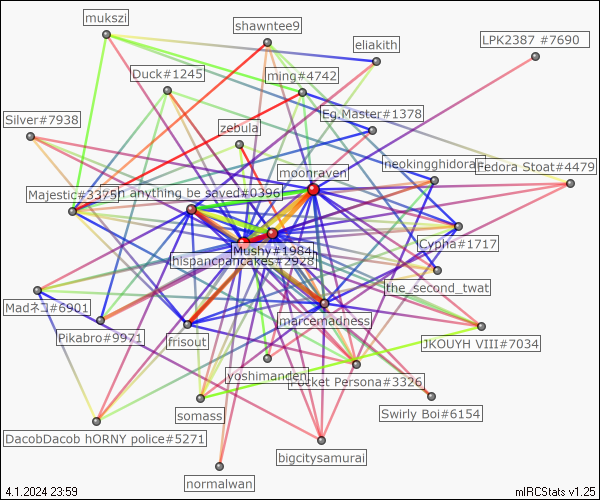 mukszi
shawntee9
eliakith
LPK2387 #7690
Duck#1245
ming#4742
Silver#7938
Eg.Master#1378
zebula
moonraven
neokingghidora
Fedora Stoat#4479
Majestic#3375
n anything be saved#0396
Mushy#1984
Cypha#1717
hispancpancakes#2928
the_second_twat
Madネコ#6901
Pikabro#9971
frisout
marcemadness
JKOUYH VIII#7034
yoshimanden
Pocket Persona#3326
somass
Swirly Boi#6154
DacobDacob hORNY police#5271
bigcitysamurai
normalwan
4.1.2024 23:59
mIRCStats v1.25